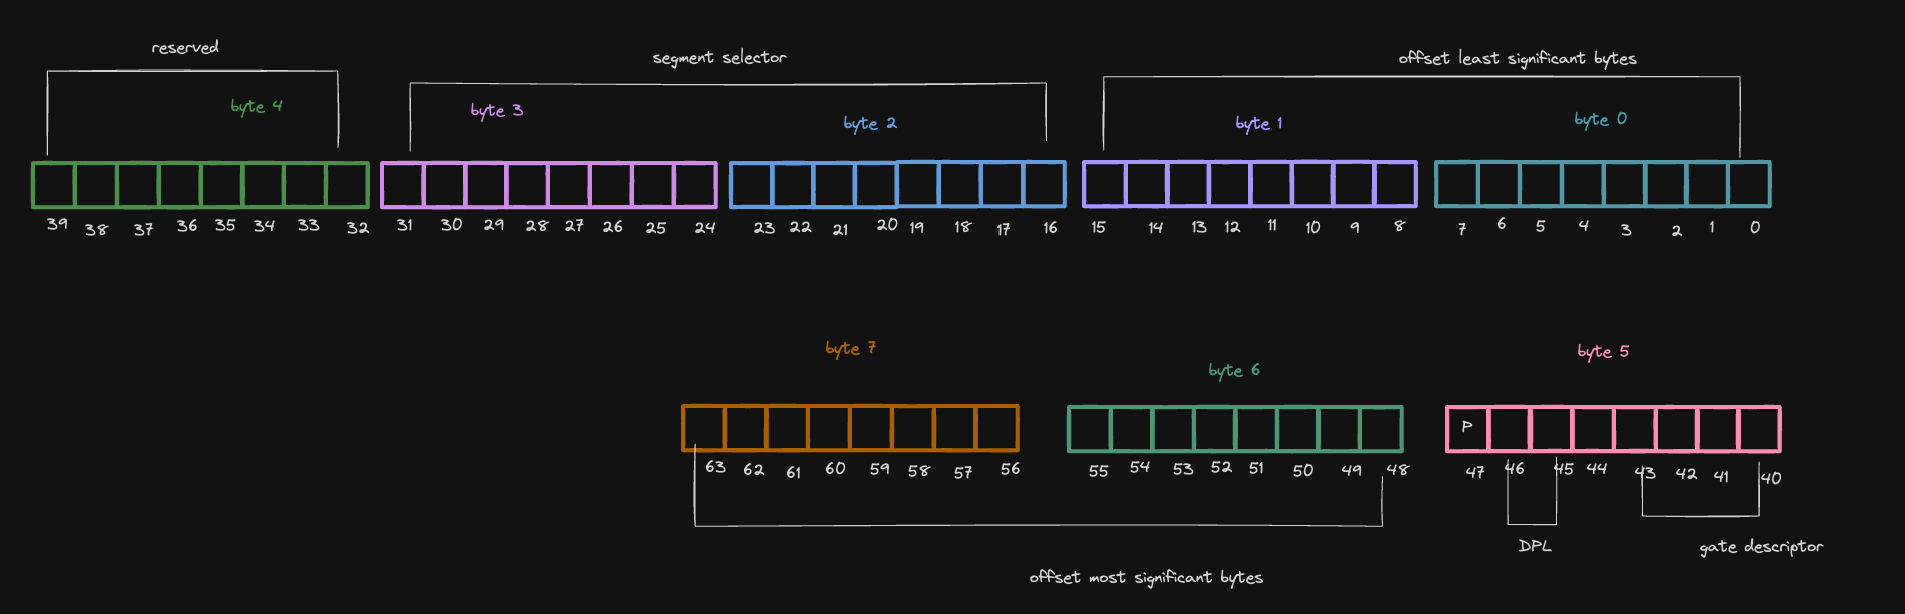 reserved
segment selector
offset least significant bytes
byte 4
byte 3
byte 2
byte 1
byte 0
39 38 37 36 35 34 33 32 31 30 29 28 27 26 25 24 23 22 21 20 19 18 17 16 15 14 13 12 11 10 9 8 7 6 5 4 3 2 1 0
byte 7
byte 6
byte 5
P
63 62 61 60 59 58 57 56 55 54 53 52 51 50 49 48 47 46 45 44 43 42 41 40
DPL
gate descriptor
offset most significant bytes